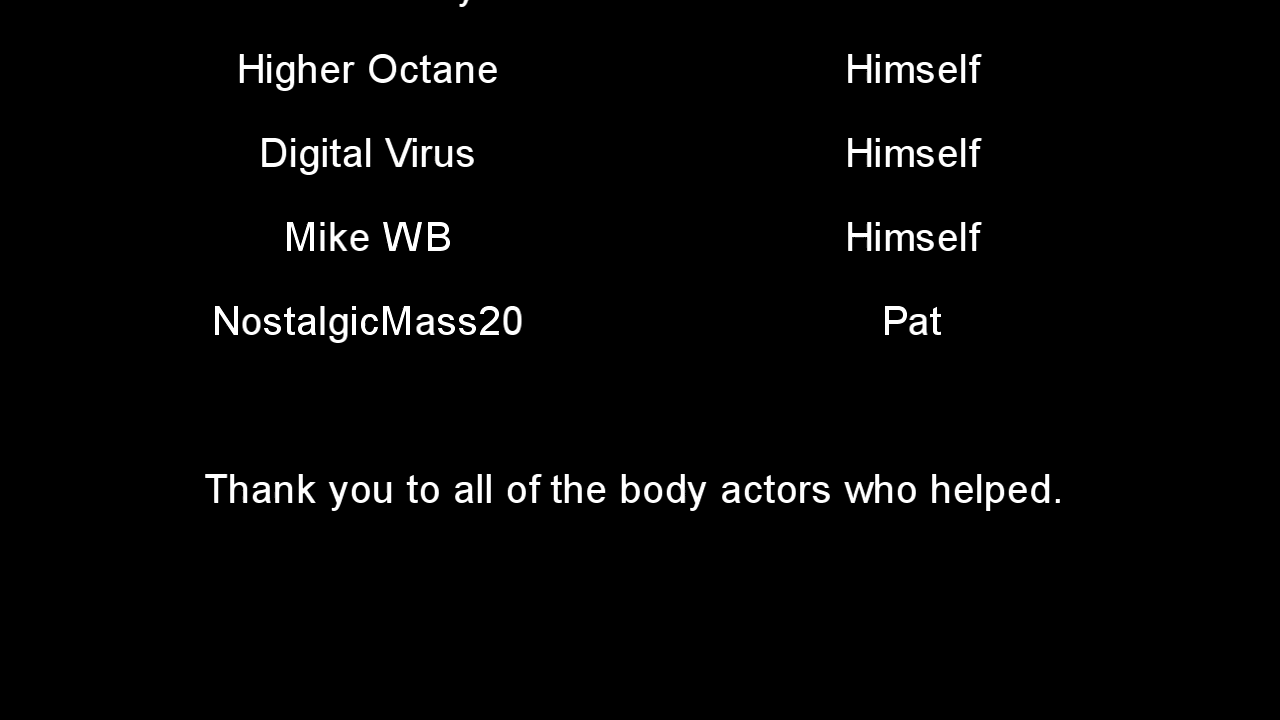 Higher Octane Himself
Digital Virus Himself
Mike WB Himself
NostalgicMass20 Pat
Thank you to all of the body actors who helped.